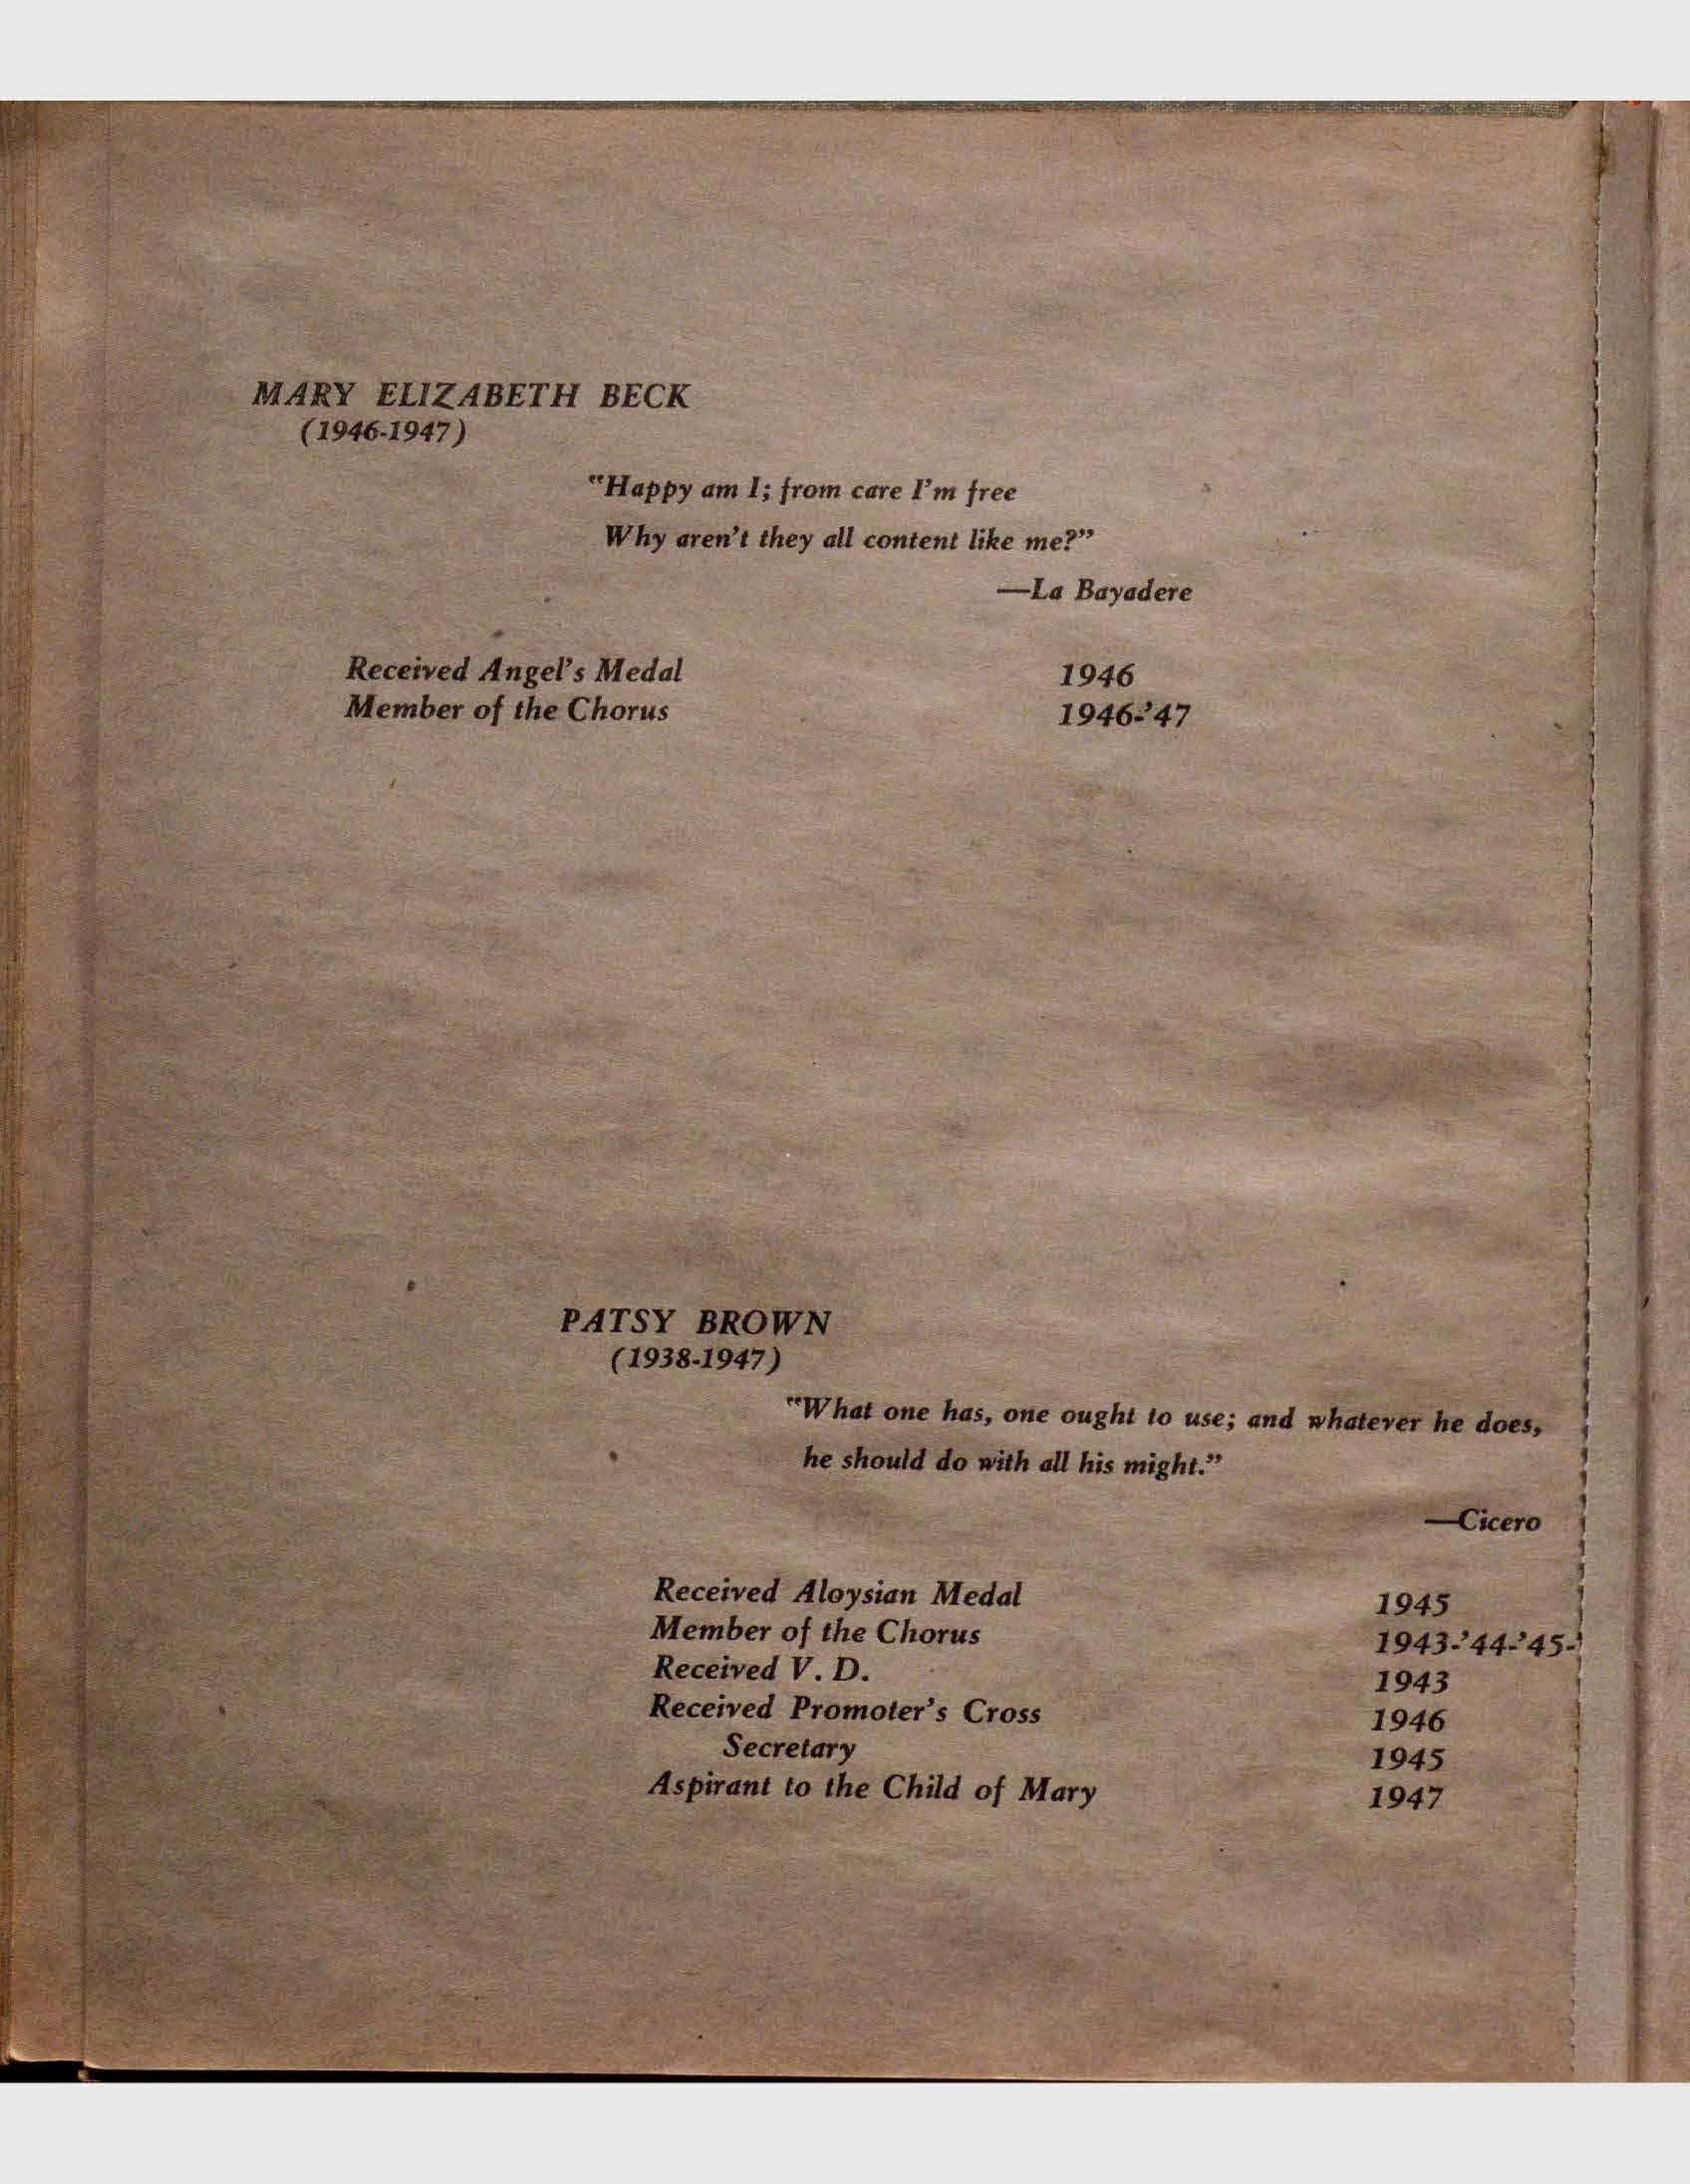 MARY ELIZABETH BECK
(1946-1947)
"Happy am I; from care I'm free
Why aren't they all content like me?"
—La Bayadere
Received Angel's Medal 1946
Member of the Chorus 1946-'47
PATSY BROWN
(1938-1947)
"What one has, one ought to use; and whatever he does,
he should do with all his might."
—Cicero
Received Aloysian Medal 1945
Member of the Chorus 1943-'44-'45-'
Received V. D. 1943
Received Promoter's Cross 1946
Secretary 1945
Aspirant to the Child of Mary 1947